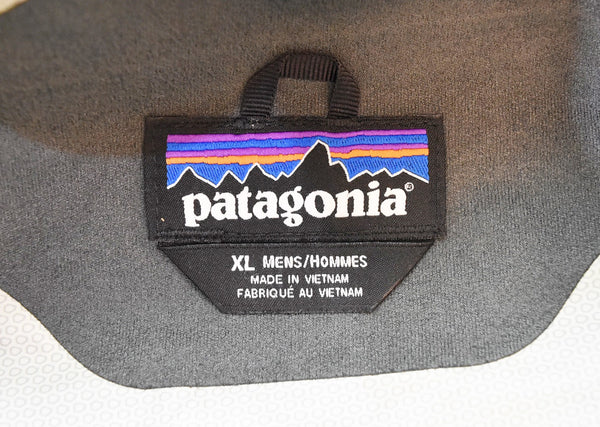 patagonia®
XL MENS/HOMMES
MADE IN VIETNAM
FABRIQUÉ AU VIETNAM